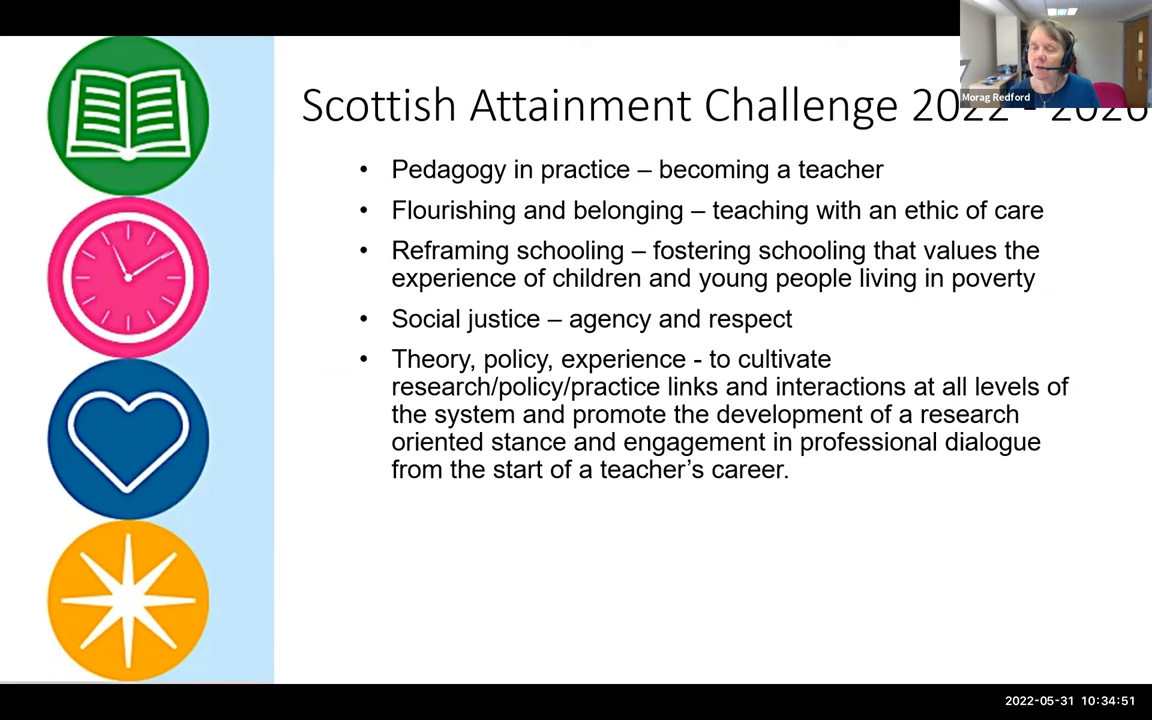 Morag Redford
Scottish Attainment Challenge 2022 - 2026
• Pedagogy in practice – becoming a teacher
• Flourishing and belonging – teaching with an ethic of care
• Reframing schooling – fostering schooling that values the
experience of children and young people living in poverty
• Social justice – agency and respect
• Theory, policy, experience - to cultivate
research/policy/practice links and interactions at all levels of
the system and promote the development of a research
oriented stance and engagement in professional dialogue
from the start of a teacher’s career.
2022-05-31 10:34:51